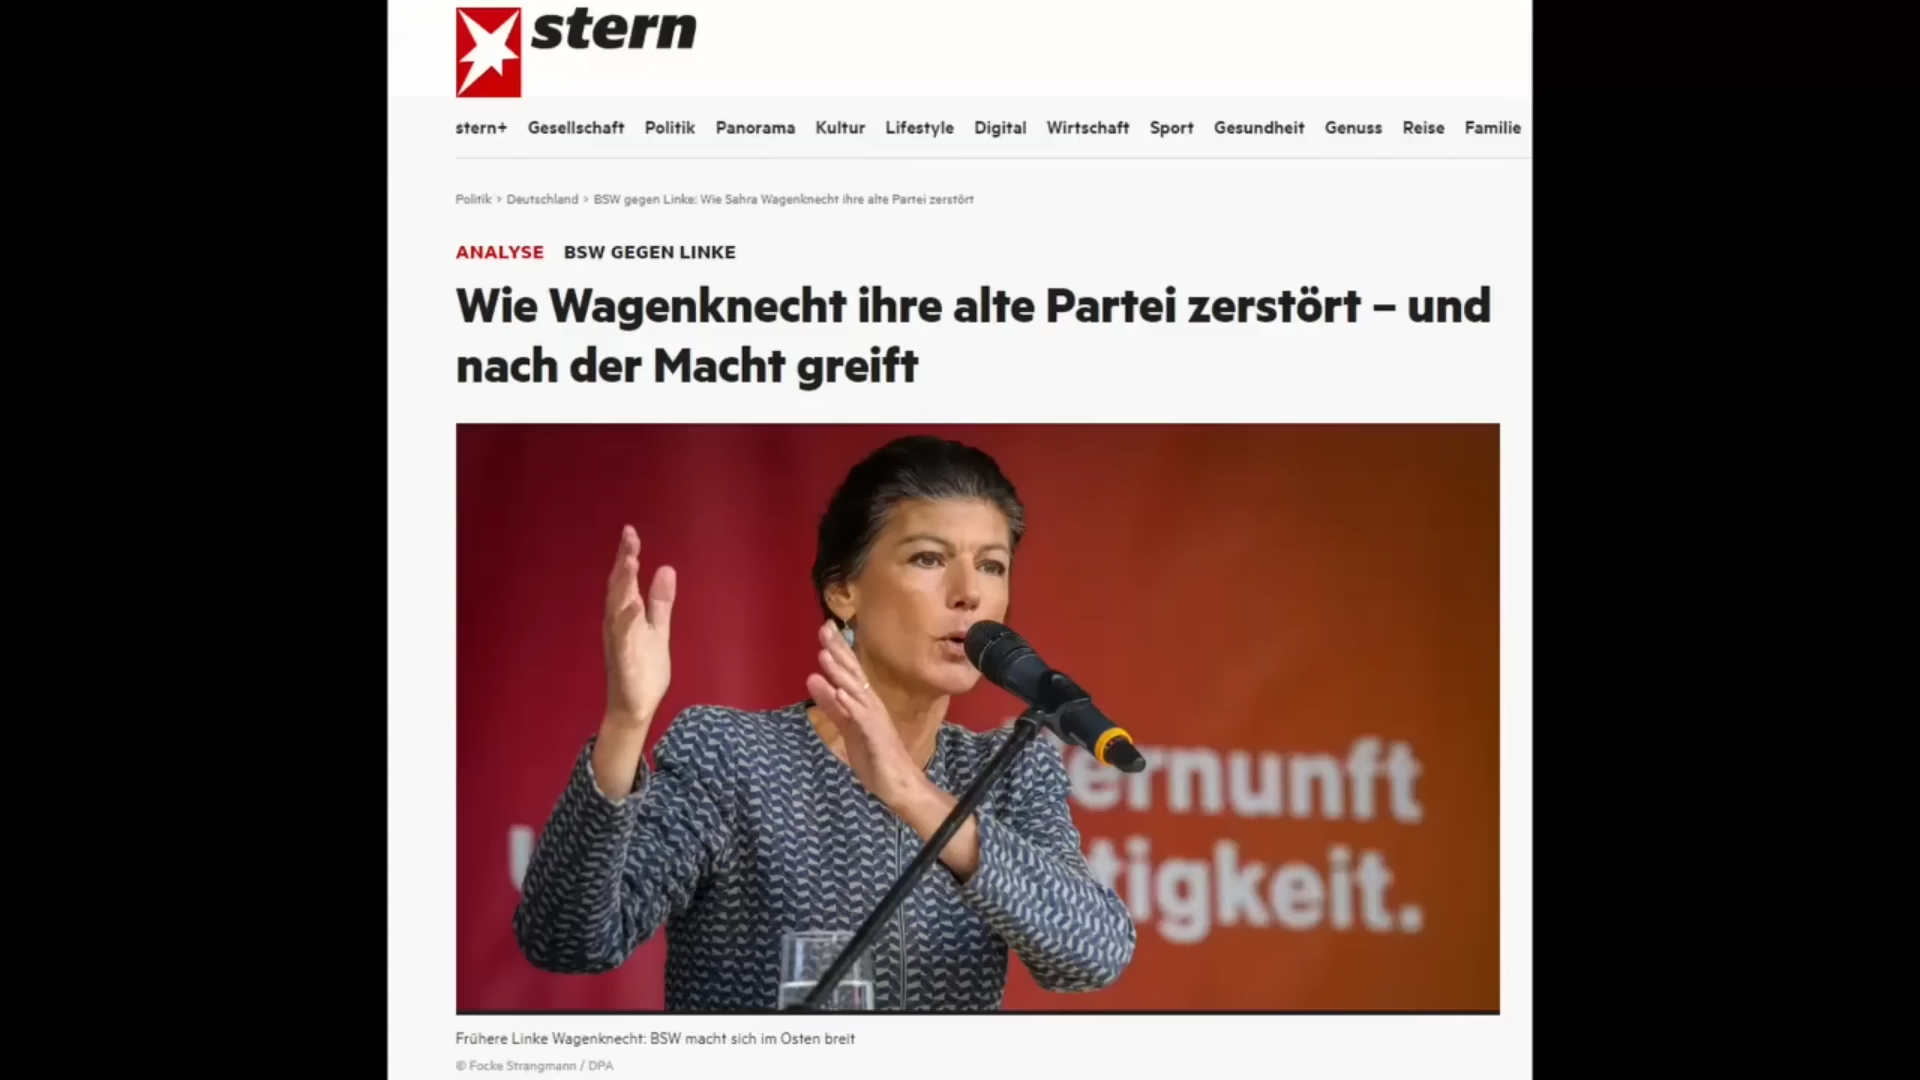 stern
stern+ Gesellschaft Politik Panorama Kultur Lifestyle Digital Wirtschaft Sport Gesundheit Genuss Reise Familie
Politik > Deutschland > BSW gegen Linke: Wie Sahra Wagenknecht ihre alte Partei zerstört
ANALYSE BSW GEGEN LINKE
Wie Wagenknecht ihre alte Partei zerstört – und
nach der Macht greift
ernunft
tigkeit.
Frühere Linke Wagenknecht: BSW macht sich im Osten breit
© Focke Strangmann / DPA